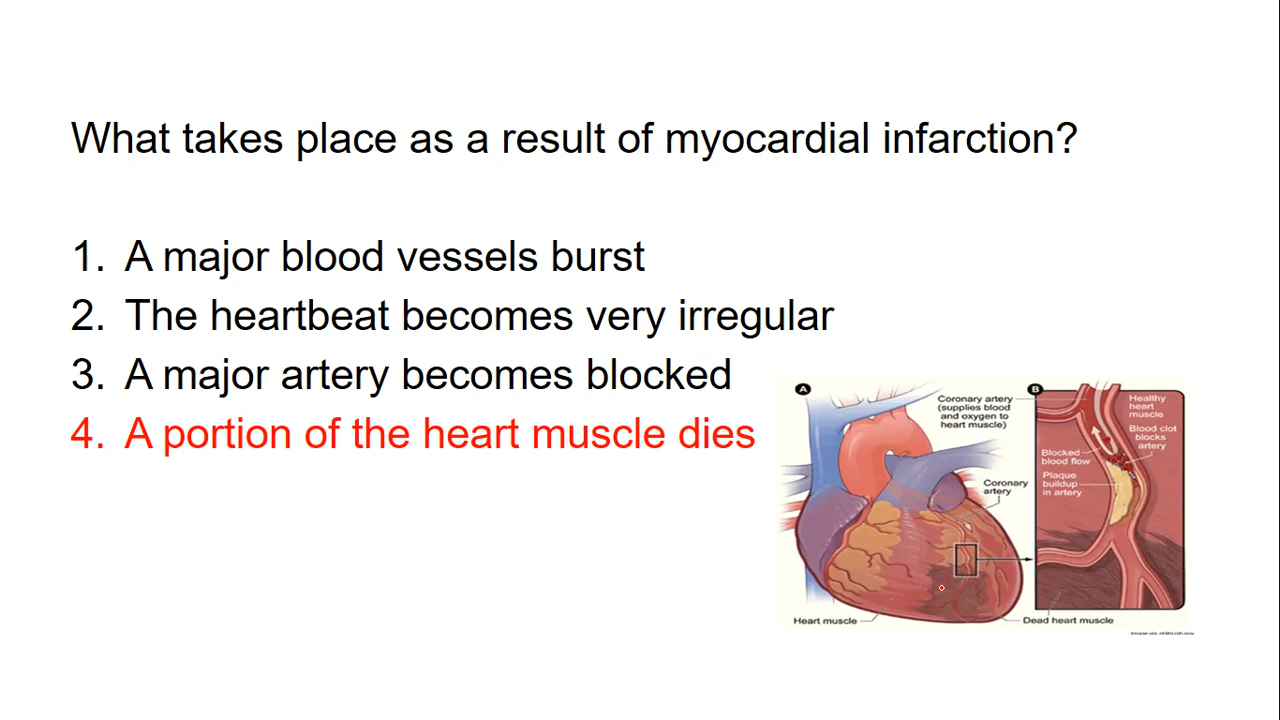 What takes place as a result of myocardial infarction?
1. A major blood vessels burst
2. The heartbeat becomes very irregular
3. A major artery becomes blocked
4. A portion of the heart muscle dies
A
Coronary artery
(supplies blood
and oxygen to
heart muscle)
Coronary
artery
Heart muscle
Dead heart muscle
B
Healthy
heart
muscle
Blood clot
blocks
artery
Blocked
blood flow
Plaque
buildup
in artery